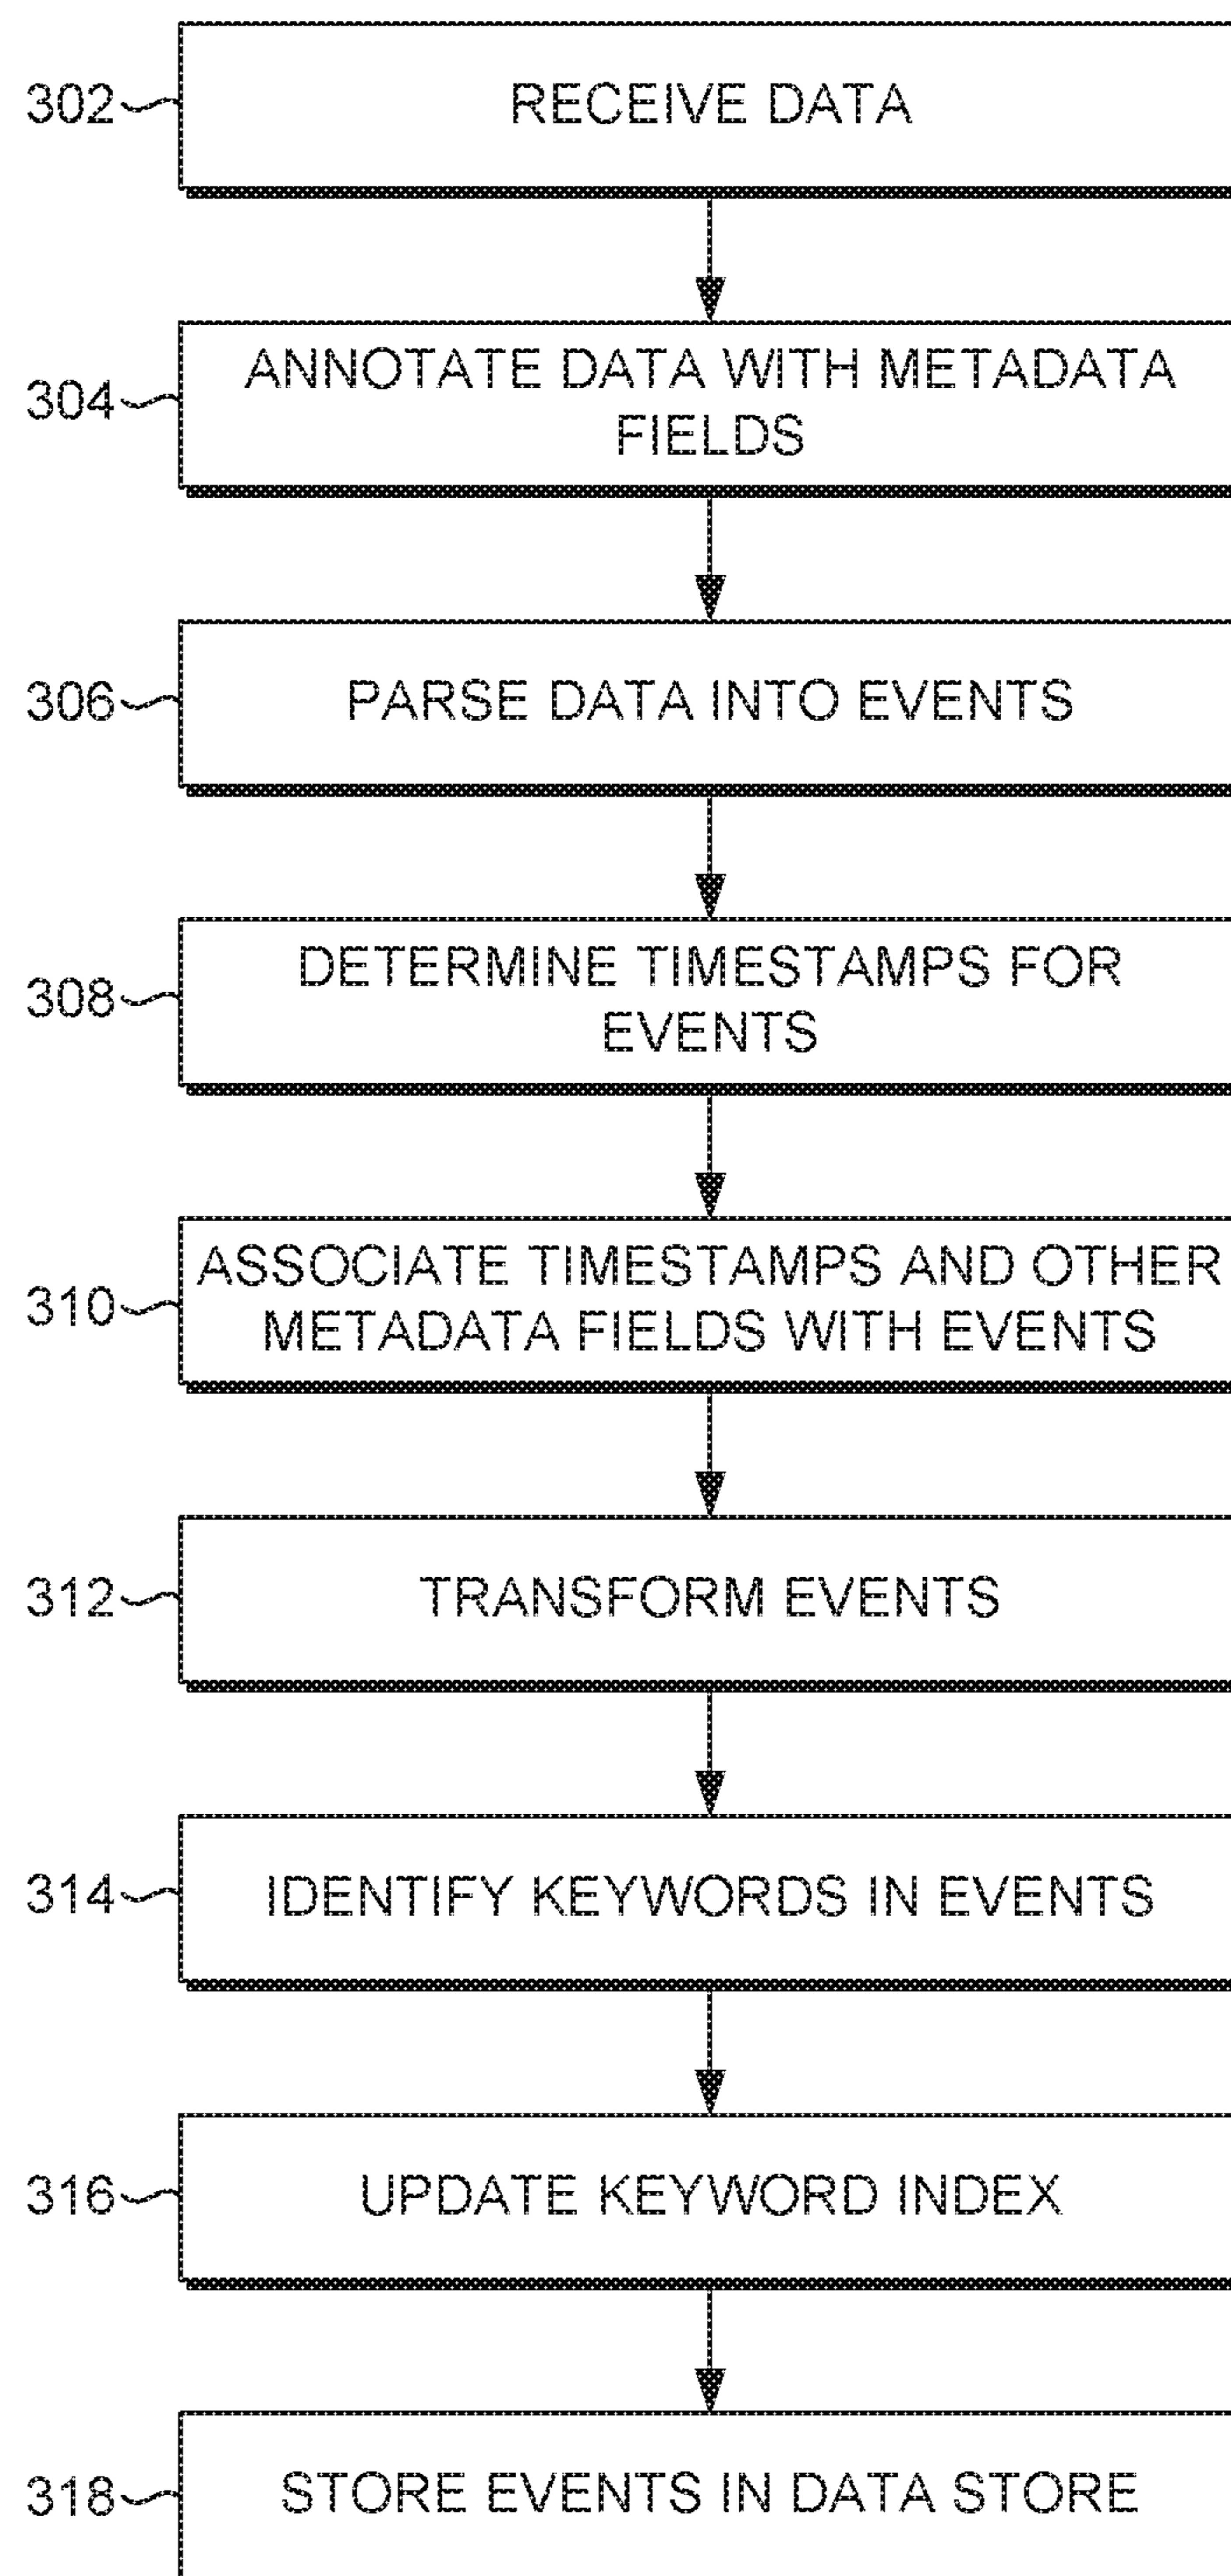 302
RECEIVE DATA
304
ANNOTATE DATA WITH METADATA
FIELDS
306
PARSE DATA INTO EVENTS
308
DETERMINE TIMESTAMPS FOR
EVENTS
310
ASSOCIATE TIMESTAMPS AND OTHER
METADATA FIELDS WITH EVENTS
312
TRANSFORM EVENTS
314
IDENTIFY KEYWORDS IN EVENTS
316
UPDATE KEYWORD INDEX
318
STORE EVENTS IN DATA STORE